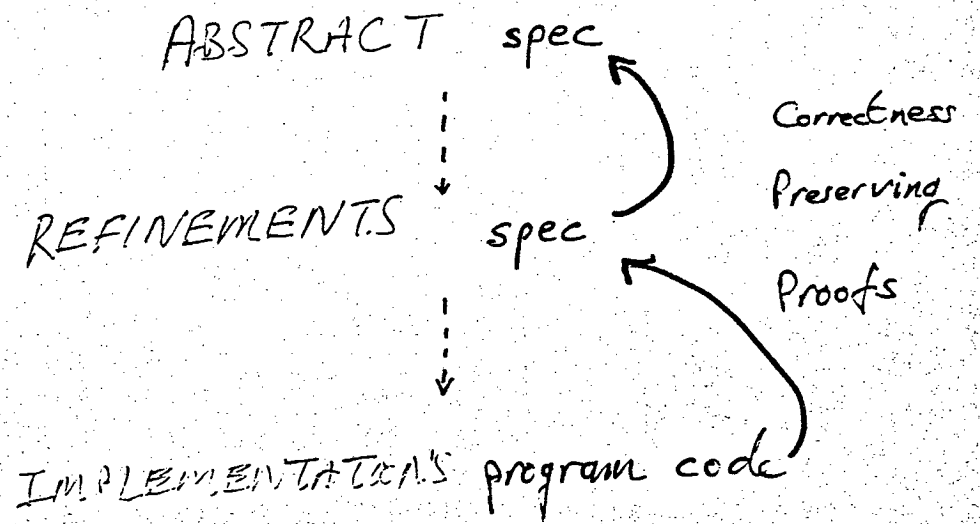 ABSTRACT spec
Correctness
Preserving
REFINEMENTS spec
Proofs
IMPLEMENTATIONS program code